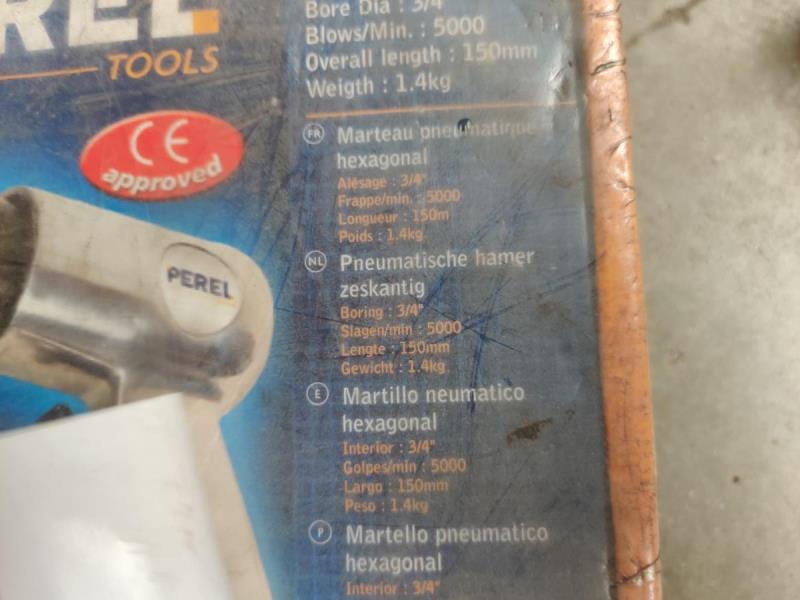 TOOLS
Bore Dia : 3/4"
Blows/Min. : 5000
Overall length : 150mm
Weigth : 1.4kg
CE
approved
FR Marteau pneumatique
hexagonal
Alésage : 3/4"
Frappe/min. : 5000
Longueur : 150m
Poids : 1.4kg
PEREL
NL Pneumatische hamer
zeskantig
Boring : 3/4"
Slagen/min : 5000
Lengte : 150mm
Gewicht : 1.4kg
E Martillo neumatico
hexagonal
Interior : 3/4"
Golpes/min : 5000
Largo : 150mm
Peso : 1.4kg
P Martello pneumatico
hexagonal
Interior : 3/4"